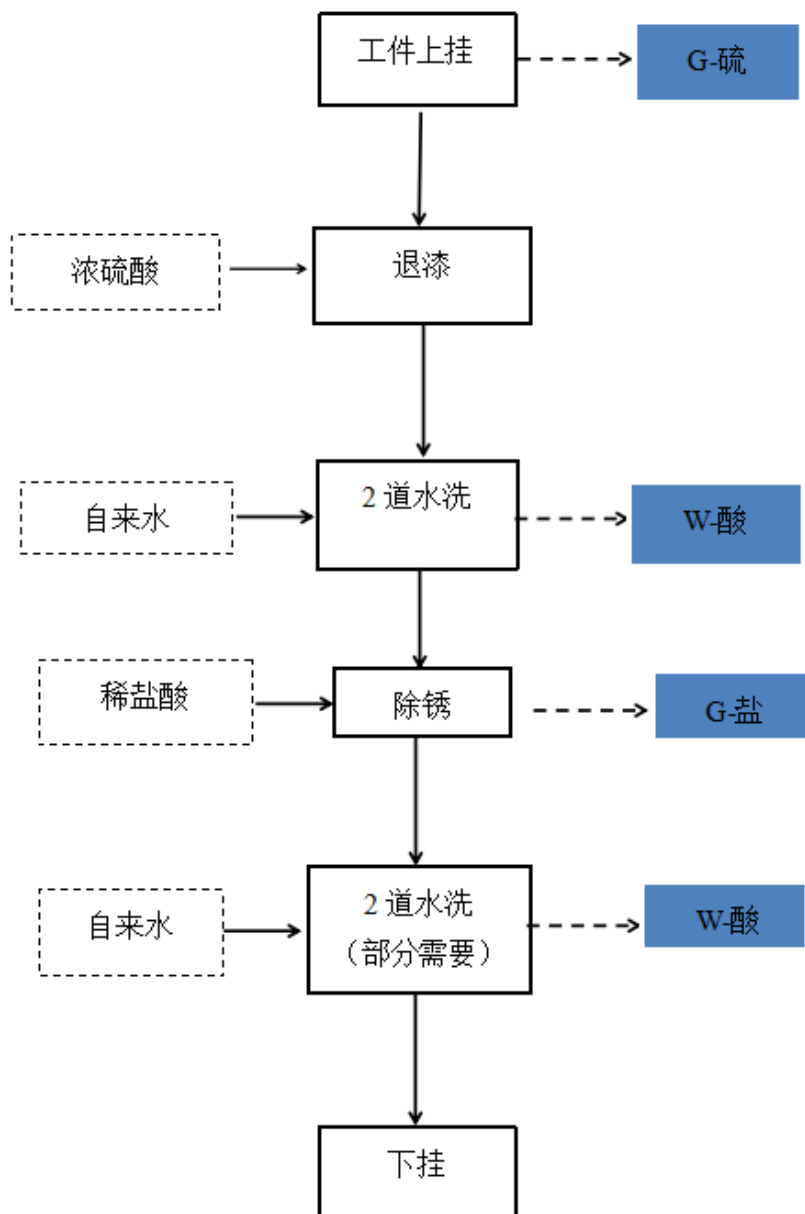 工件上挂
G-硫
浓硫酸
退漆
自来水
2 道水洗
W-酸
稀盐酸
除锈
G-盐
自来水
2 道水洗
（部分需要）
W-酸
下挂